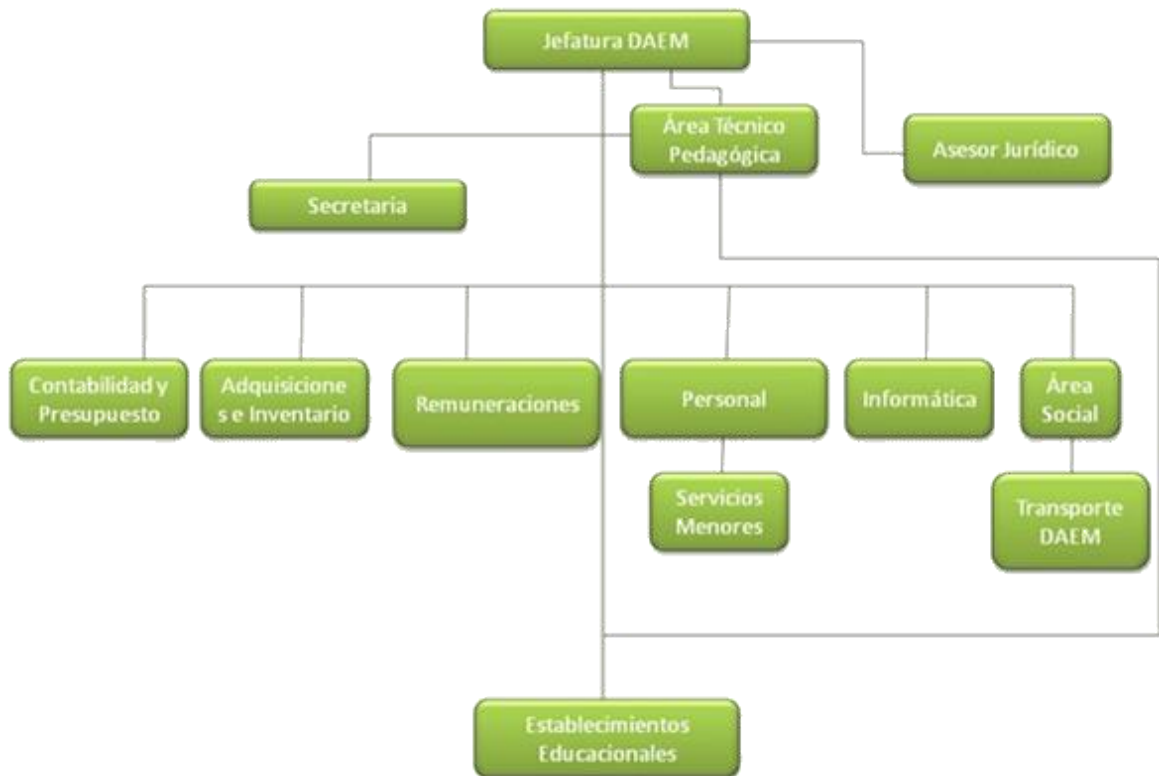 Jefatura DAEM
Área Técnico
Pedagógica
Asesor Jurídico
Secretaria
Contabilidad y
Presupuesto
Adquisicione
s e Inventario
Remuneraciones
Personal
Informática
Área
Social
Servicios
Menores
Transporte
DAEM
Establecimientos
Educacionales